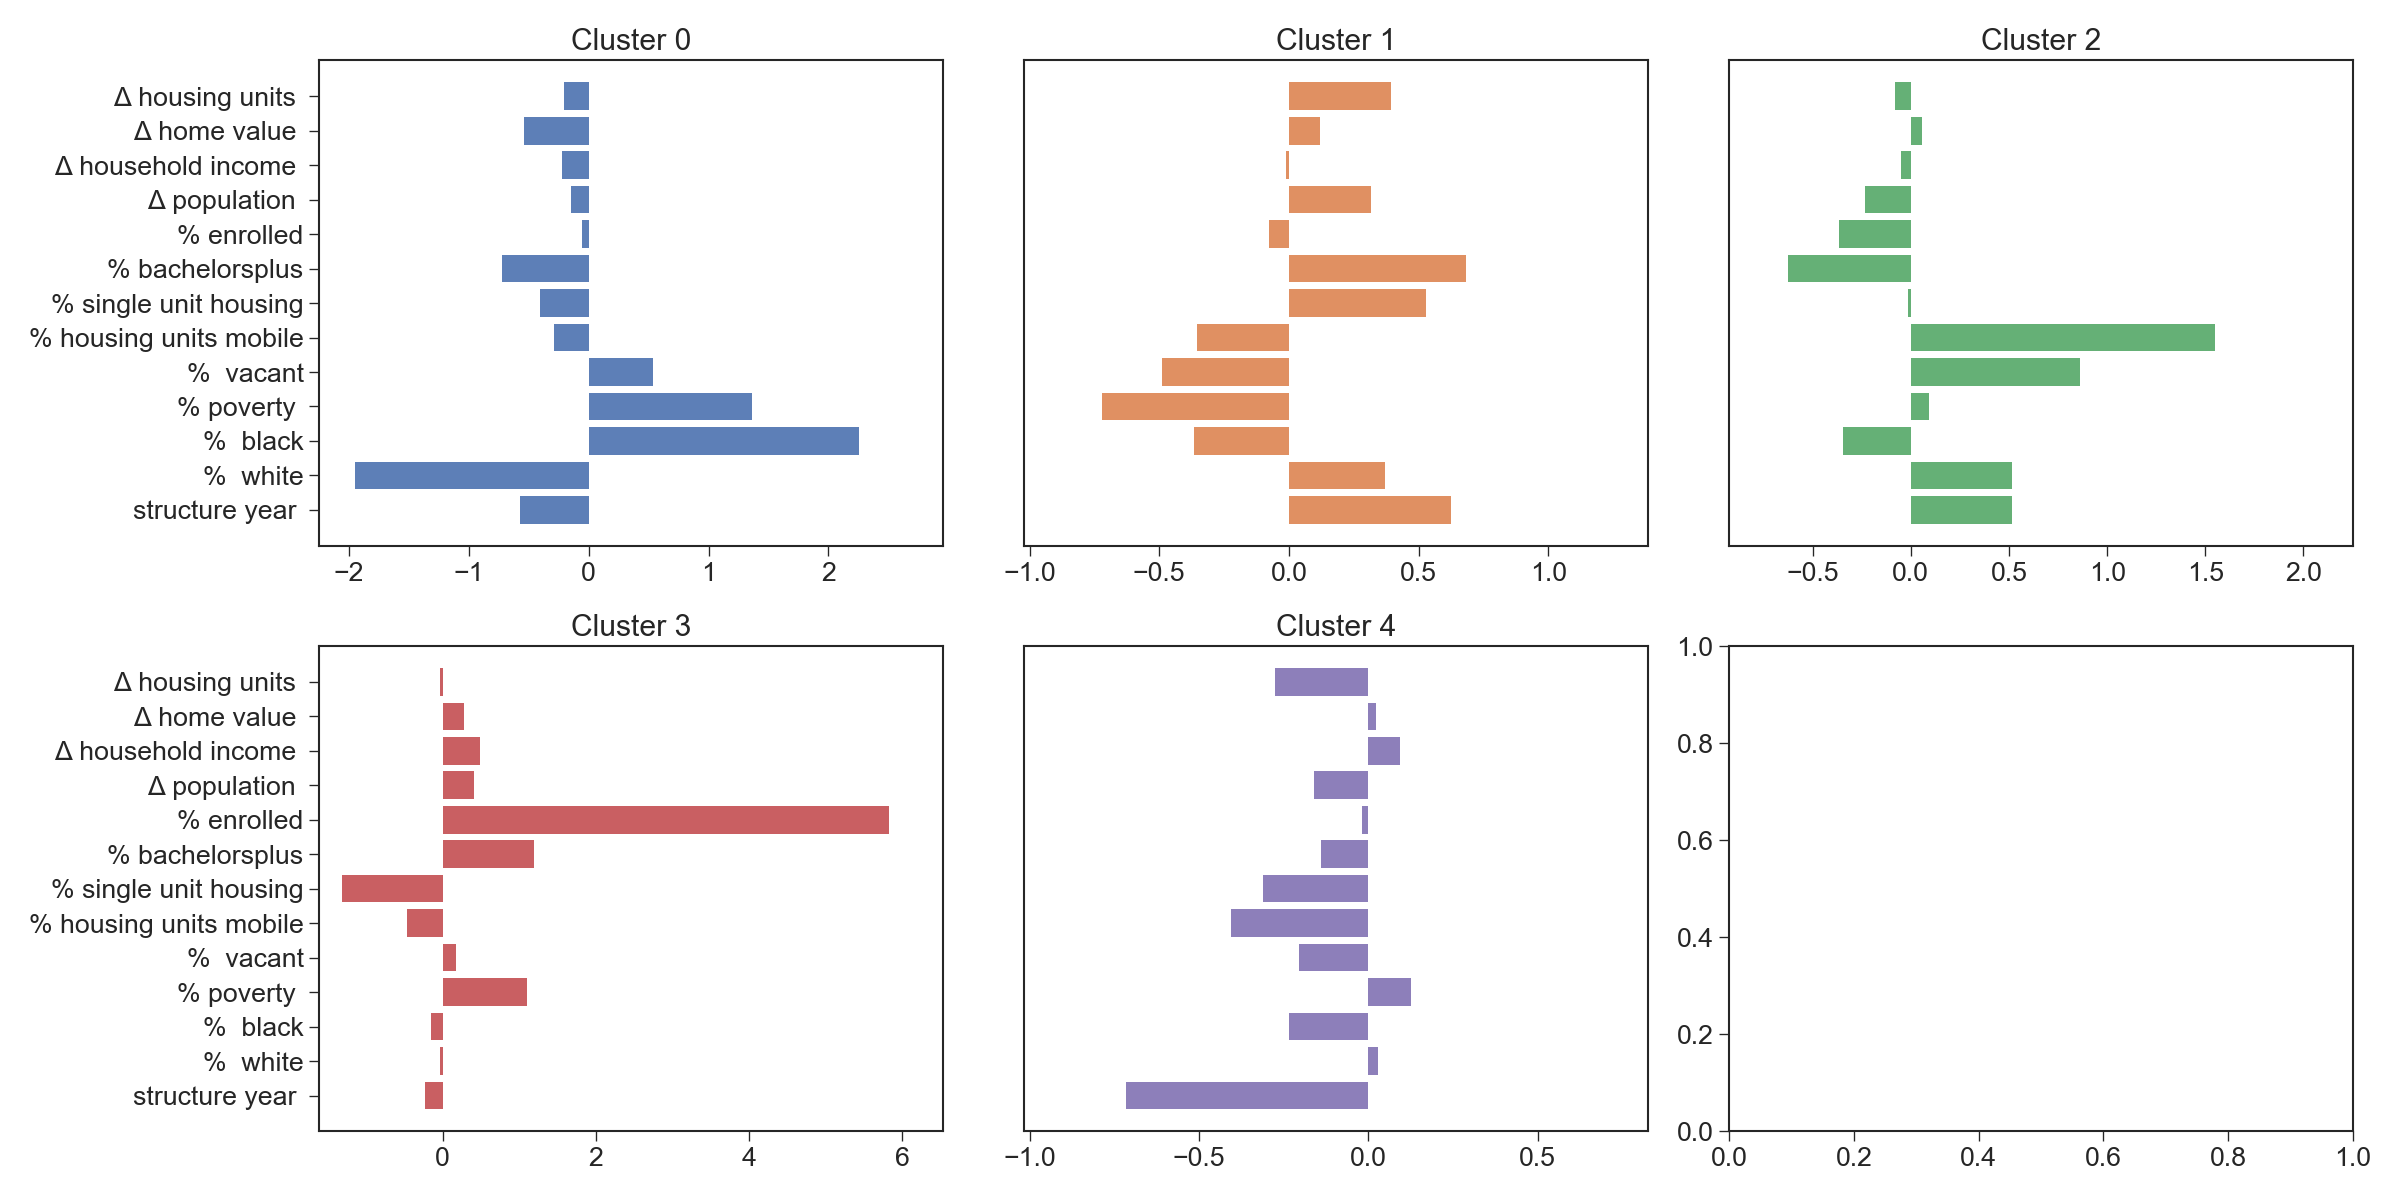 Cluster 0
Δ housing units
Δ home value
Δ household income
Δ population
% enrolled
% bachelorsplus
% single unit housing
% housing units mobile
% vacant
% poverty
% black
% white
structure year
−2 −1 0 1 2
Cluster 1
−1.0 −0.5 0.0 0.5 1.0
Cluster 2
−0.5 0.0 0.5 1.0 1.5 2.0
Cluster 3
Δ housing units
Δ home value
Δ household income
Δ population
% enrolled
% bachelorsplus
% single unit housing
% housing units mobile
% vacant
% poverty
% black
% white
structure year
0 2 4 6
Cluster 4
−1.0 −0.5 0.0 0.5
1.0
0.8
0.6
0.4
0.2
0.0
0.0 0.2 0.4 0.6 0.8 1.0